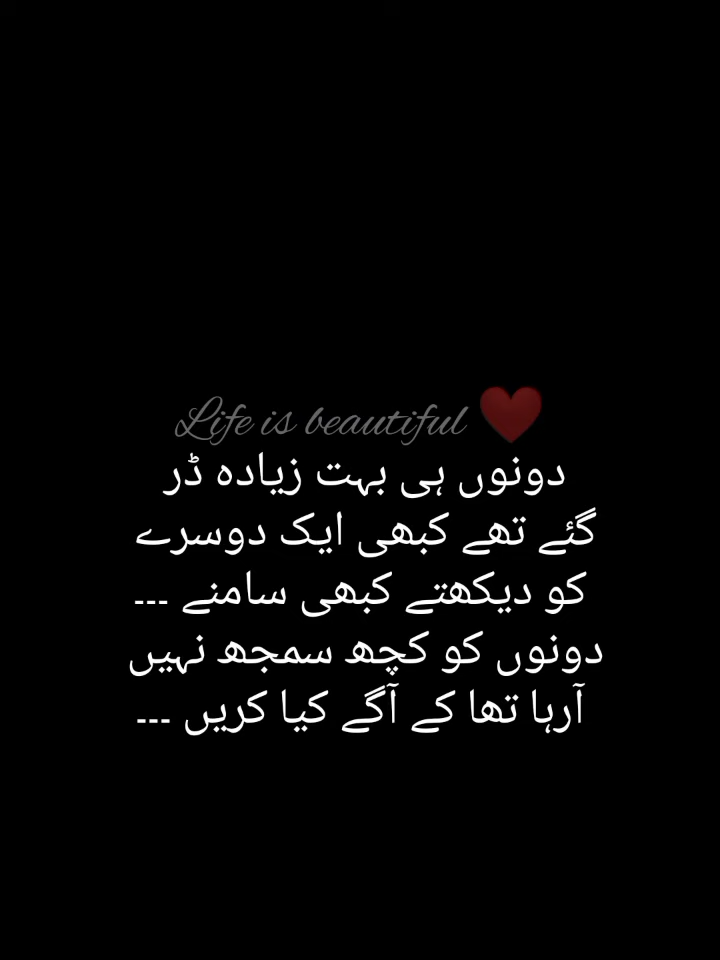 Life is beautiful ❤️
دونوں ہی بہت زیادہ ڈر
گئے تھے کبھی ایک دوسرے
کو دیکھتے کبھی سامنے ---
دونوں کو کچھ سمجھ نہیں
آرہا تھا کے آگے کیا کریں ---